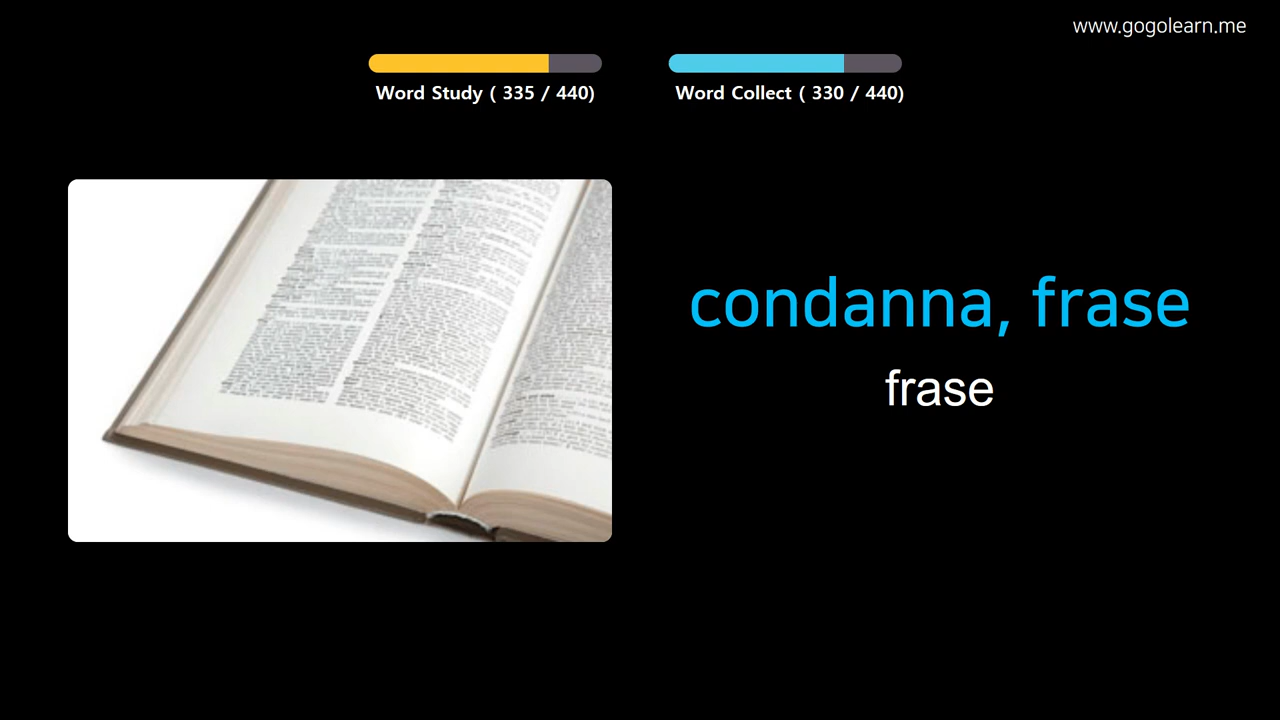 www.gogolearn.me
Word Study ( 335 / 440)
Word Collect ( 330 / 440)
condanna, frase
frase